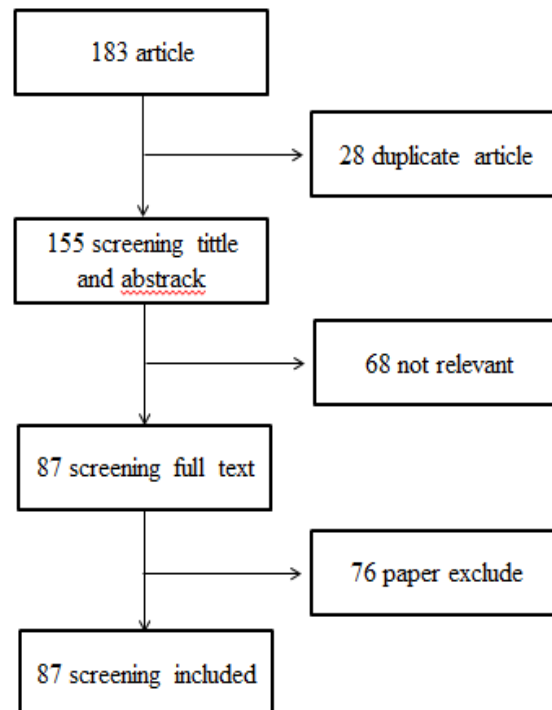 183 article
28 duplicate article
155 screening tittle
and abstrack
68 not relevant
87 screening full text
76 paper exclude
87 screening included